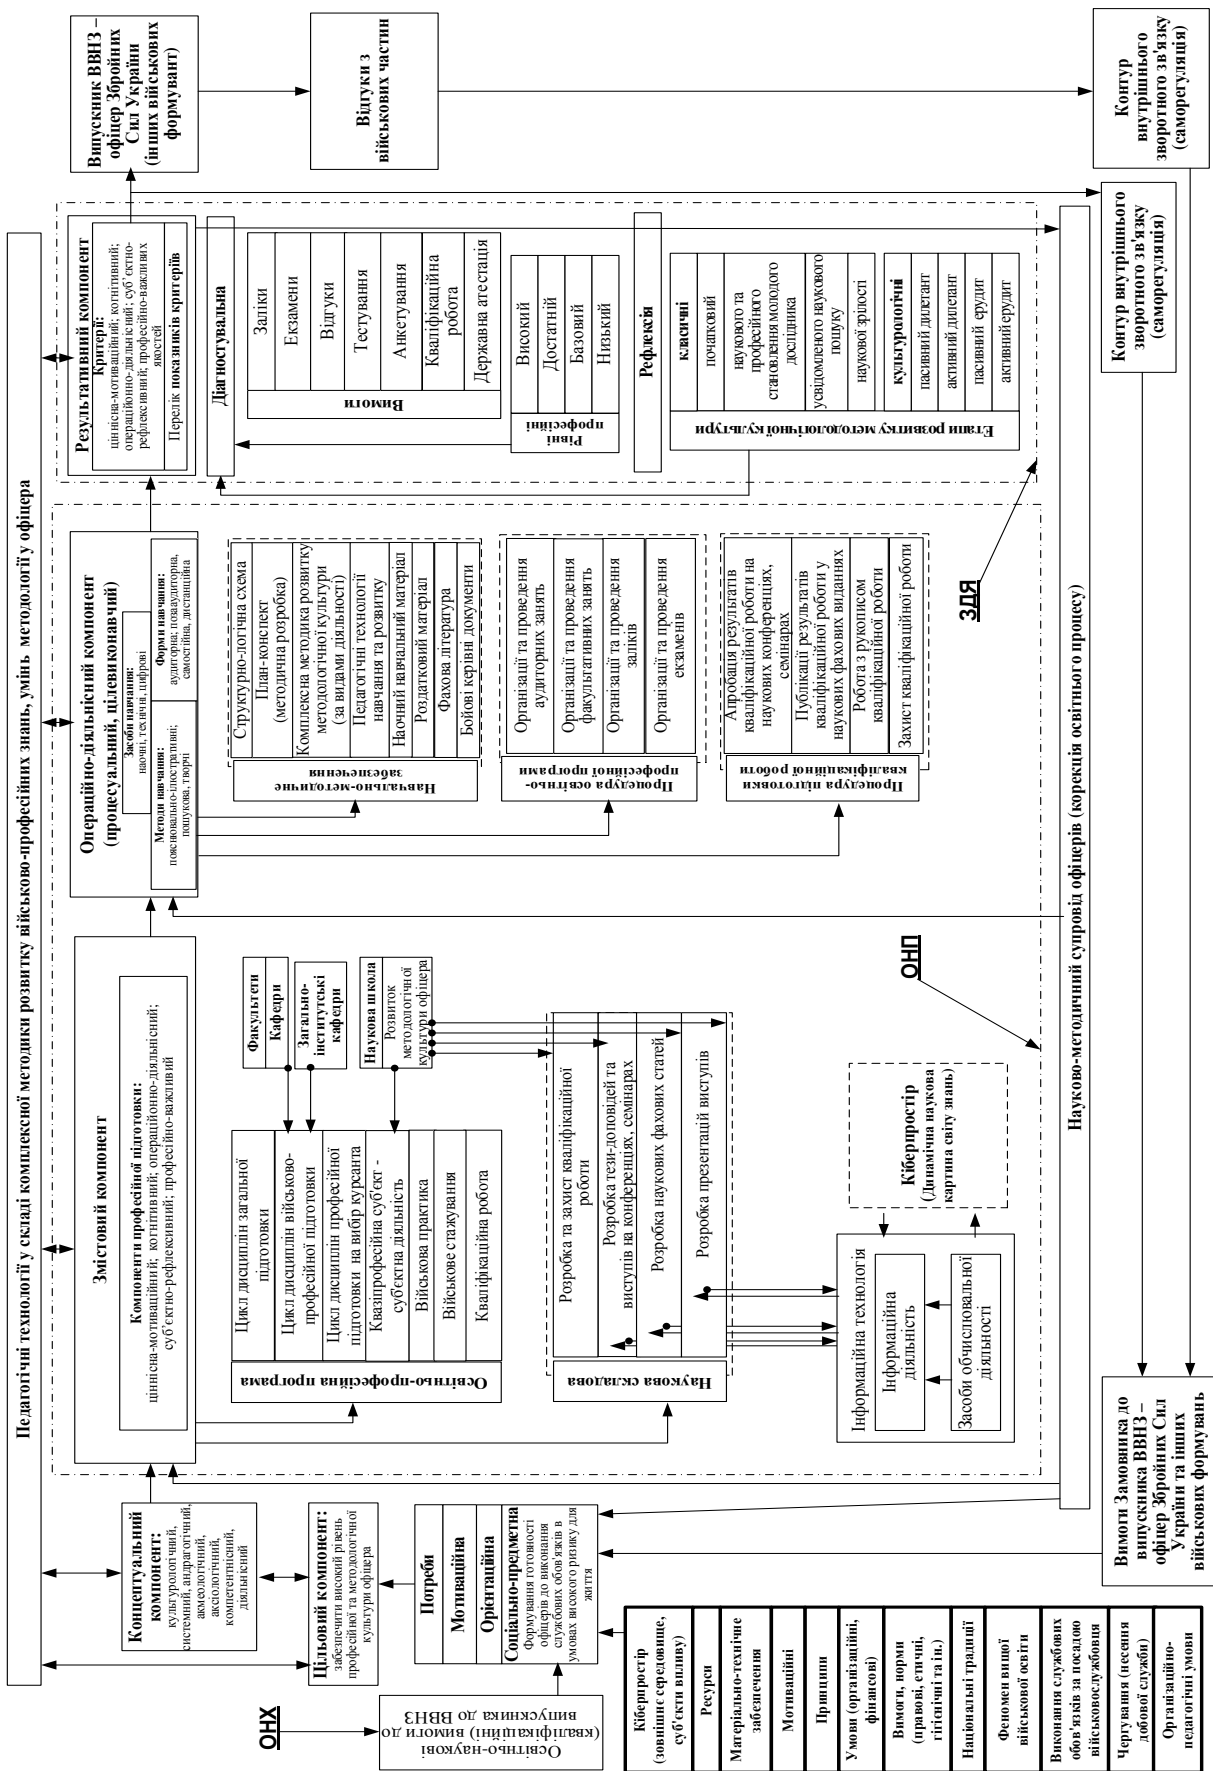 Педагогічні технології у складі комплексної методики розвитку військово-професійних знань, умінь методології у офіцера
Концептуальний
компонент:
культурологічний,
системний, андрагогічний,
акмеологічний,
аксіологічний,
компетентнісний,
діяльнісний
Цільовий компонент:
забезпечити високий рівень
професійної та методологічної
культури офіцера
Потреби
Мотиваційна
Орієнтаційна
Соціально-предметна
Формування готовності
офіцерів до виконання
службових обов'язків в
умовах високого ризику для
життя
ОНХ
Освітньо-наукові
(кваліфікаційні) вимоги до
випускника до ВВНЗ
Кіберпростір
(зовнішнє середовище,
суб'єкти впливу)
Ресурси
Матеріально-технічне
забезпечення
Мотиваційні
Принципи
Умови (організаційні,
фінансові)
Вимоги, норми
(правові, етичні,
гігієнічні та ін.)
Національні традиції
Феномен вищої
військової освіти
Виконання службових
обов'язків за посадою
військовослужбовця
Чергування (несення
добової служби)
Організаційно-
педагогічні умови
Змістовий компонент
Компоненти професійної підготовки:
ціннісна-мотиваційний; когнітивний; операційонно-діяльнісний;
суб'єктно-рефлексивний; професійно-важливий
Освітньо-професійна програма
Цикл дисциплін загальної
підготовки
Цикл дисциплін військово-
професійної підготовки
Цикл дисциплін професійної
підготовки на вибір курсанта
Квазіпрофесійна суб'єкт -
суб'єктна діяльність
Військова практика
Військове стажування
Кваліфікаційна робота
Факультети
Кафедри
Загально-
інститутські
кафедри
Наукова школа
Розвиток
методологічної
культури офіцера
Наукова складова
Розробка та захист кваліфікаційної
роботи
Розробка тези-доповідей та
виступів на конференціях, семінарах
Розробка наукових фахових статей
Розробка презентацій виступів
Інформаційна технологія
Інформаційна
діяльність
Засоби обчислювальної
діяльності
Кіберпростір
(Динамічна наукова
картина світу знань)
ОНП
Операційно-діяльнісний компонент
(процесуальний, цілевиконавчий)
Засоби навчання:
наочні, технічні, цифрові
Методи навчання:
пояснювально-ілюстративні;
пошукова, творчі
Форми навчання:
аудиторна; позааудиторна,
самостійна, дистанційна
Навчально-методичне
забезпечення
Структурно-логічна схема
План-конспект
(методична розробка)
Комплексна методика розвитку
методологічної культури
(за видами діяльності)
Педагогічні технології
навчання та розвитку
Наочний навчальний матеріал
Роздатковий матеріал
Фахова література
Бойові керівні документи
Процедура освітньо-
професійної програми
Організації та проведення
аудиторних занять
Організації та проведення
факультативних занять
Організації та проведення
заліків
Організації та проведення
екзаменів
Процедура підготовки
кваліфікаційної роботи
Апробація результатів
кваліфікаційної роботи на
наукових конференціях,
семінарах
Публікації результатів
кваліфікаційної роботи у
наукових фахових виданнях
Робота з рукописом
кваліфікаційної роботи
Захист кваліфікаційної роботи
ЗДЯ
Результативний компонент
Критерії:
ціннісна-мотиваційний; когнітивний;
операційонно-діяльнісний; суб'єктно-
рефлексивний; професійно-важливих
якостей
Перелік показників критеріїв
Діагностувальна
Вимоги
Заліки
Екзамени
Відгуки
Тестування
Анкетування
Кваліфікаційна
робота
Державна атестація
Рівні
професійні
Високий
Достатній
Базовий
Низький
Рефлексія
Етапи розвитку методологічної культури
класичні
початковий
наукового та
професійного
становлення молодого
дослідника
усвідомленого наукового
пошуку
наукової зрілості
культурологічні
пасивний дилетант
активний дилетант
пасивний ерудит
активний ерудит
Випускник ВВНЗ –
офіцер Збройних
Сил України
(інших військових
формувант)
Відгуки з
військових частин
Контур
внутрішнього
зворотного зв'язку
(саморегуляція)
Контур внутрішнього
зворотного зв'язку
(саморегуляція)
Науково-методичний супровід офіцерів (корекція освітнього процесу)
Вимоги Замовника до
випускника ВВНЗ –
офіцер Збройних Сил
України та інших
військових формувань